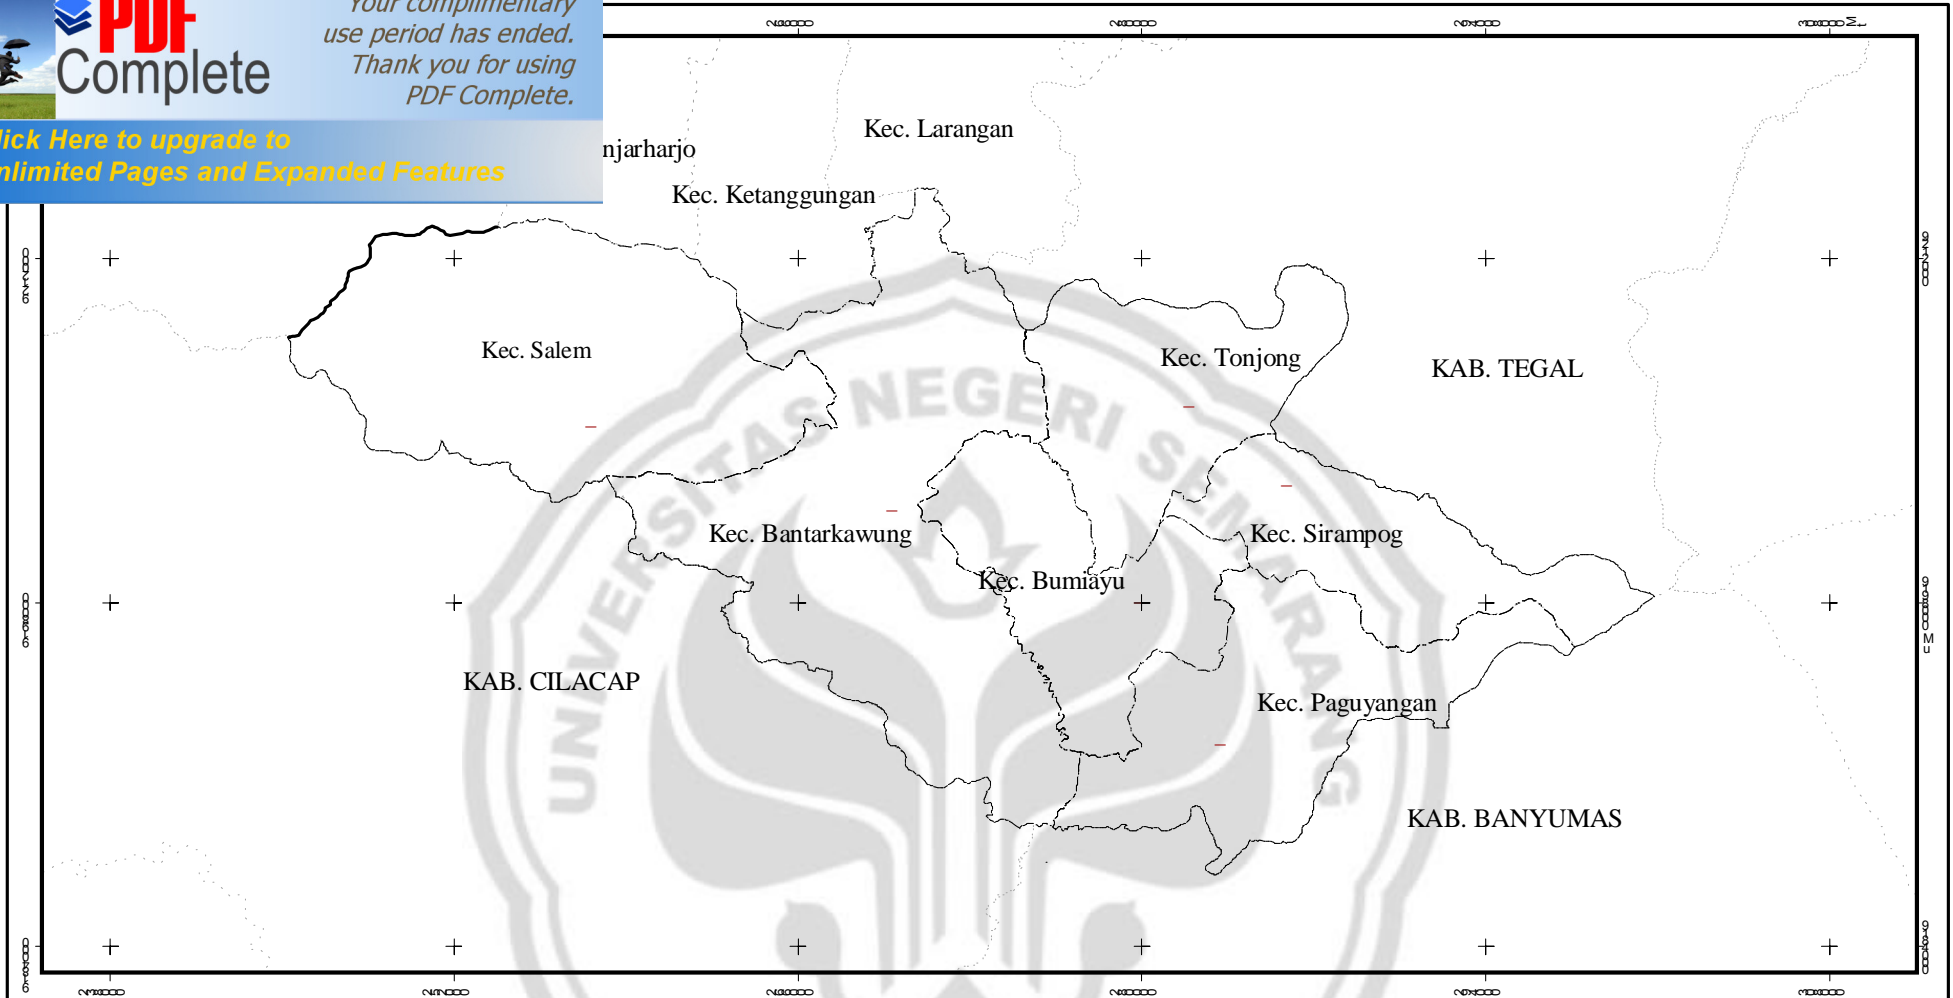 PDF
Complete
Your complimentary
use period has ended.
Thank you for using
PDF Complete.
lick Here to upgrade to
nlimited Pages and Expanded Features
Kec. Larangan
njarharjo
Kec. Ketanggungan
Kec. Salem
Kec. Tonjong
KAB. TEGAL
UNIVERSITAS NEGERI SEMARANG
Kec. Bantarkawung
Kec. Sirampog
Kec. Bumiayu
KAB. CILACAP
Kec. Paguyangan
KAB. BANYUMAS